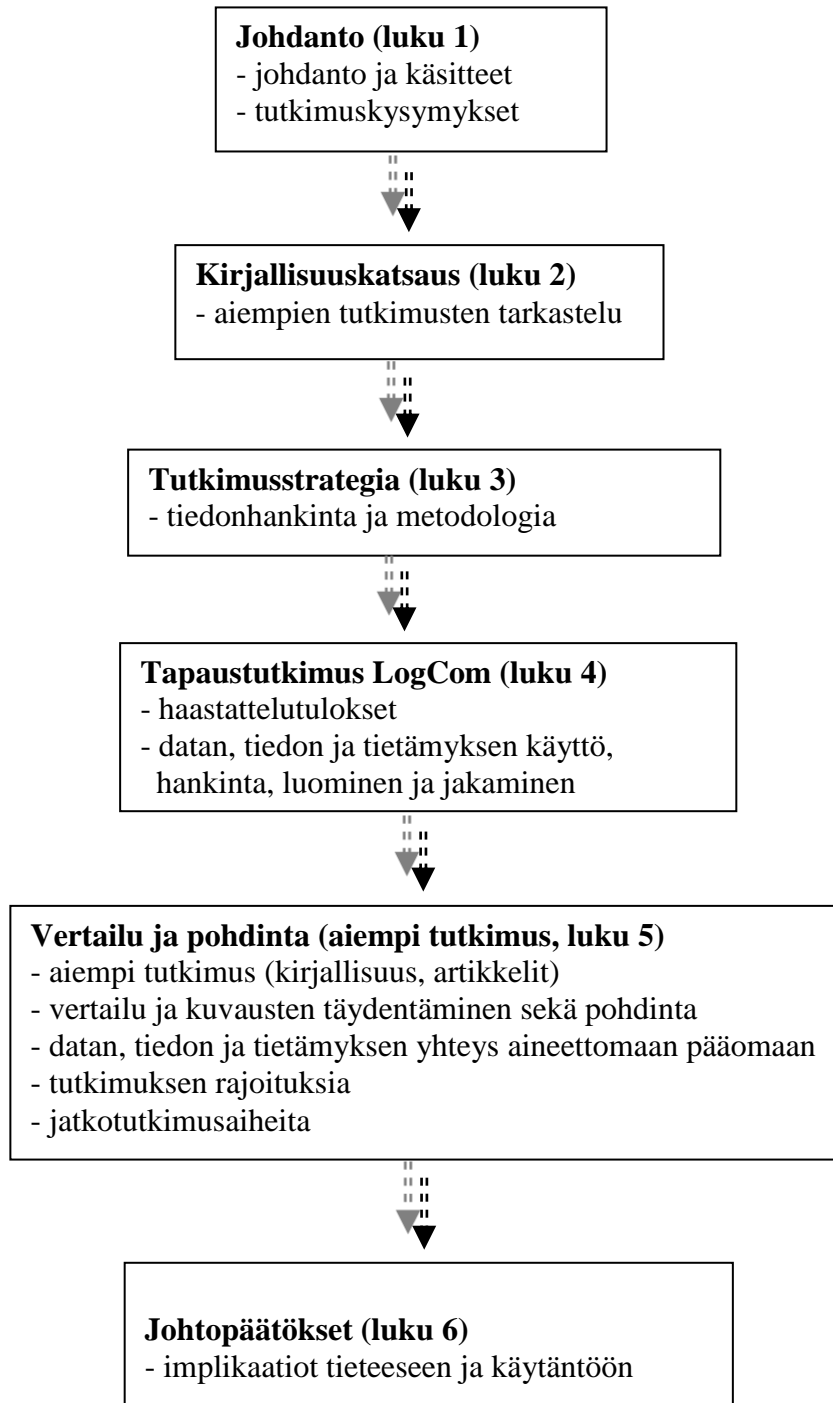 Johdanto (luku 1)
- johdanto ja käsitteet
- tutkimuskysymykset
Kirjallisuuskatsaus (luku 2)
- aiempien tutkimusten tarkastelu
Tutkimusstrategia (luku 3)
- tiedonhankinta ja metodologia
Tapaustutkimus LogCom (luku 4)
- haastattelutulokset
- datan, tiedon ja tietämyksen käyttö,
hankinta, luominen ja jakaminen
Vertailu ja pohdinta (aiempi tutkimus, luku 5)
- aiempi tutkimus (kirjallisuus, artikkelit)
- vertailu ja kuvausten täydentäminen sekä pohdinta
- datan, tiedon ja tietämyksen yhteys aineettomaan pääomaan
- tutkimuksen rajoituksia
- jatkotutkimusaiheita
Johtopäätökset (luku 6)
- implikaatiot tieteeseen ja käytäntöön